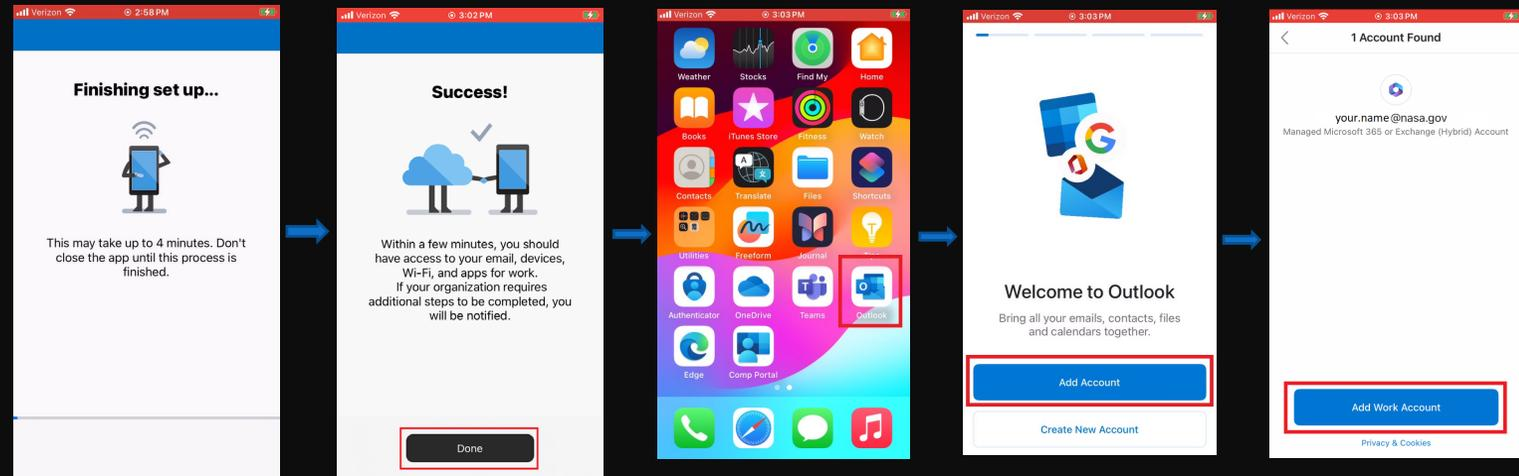 Verizon 2:58 PM
Finishing set up...
This may take up to 4 minutes. Don't
close the app until this process is
finished.
Verizon 3:02 PM
Success!
Within a few minutes, you should
have access to your email, devices,
Wi-Fi, and apps for work.
If your organization requires
additional steps to be completed, you
will be notified.
Done
Verizon 3:03 PM
Weather Stocks Find My Home
Books iTunes Store Fitness Watch
Contacts Translate Files Shortcuts
Utilities Freeform Journal
Authenticator OneDrive Teams Outlook
Edge Comp Portal
Verizon 3:03 PM
Welcome to Outlook
Bring all your emails, contacts, files
and calendars together.
Add Account
Create New Account
Verizon 3:03 PM
1 Account Found
your.name@nasa.gov
Managed Microsoft 365 or Exchange (Hybrid) Account
Add Work Account
Privacy & Cookies